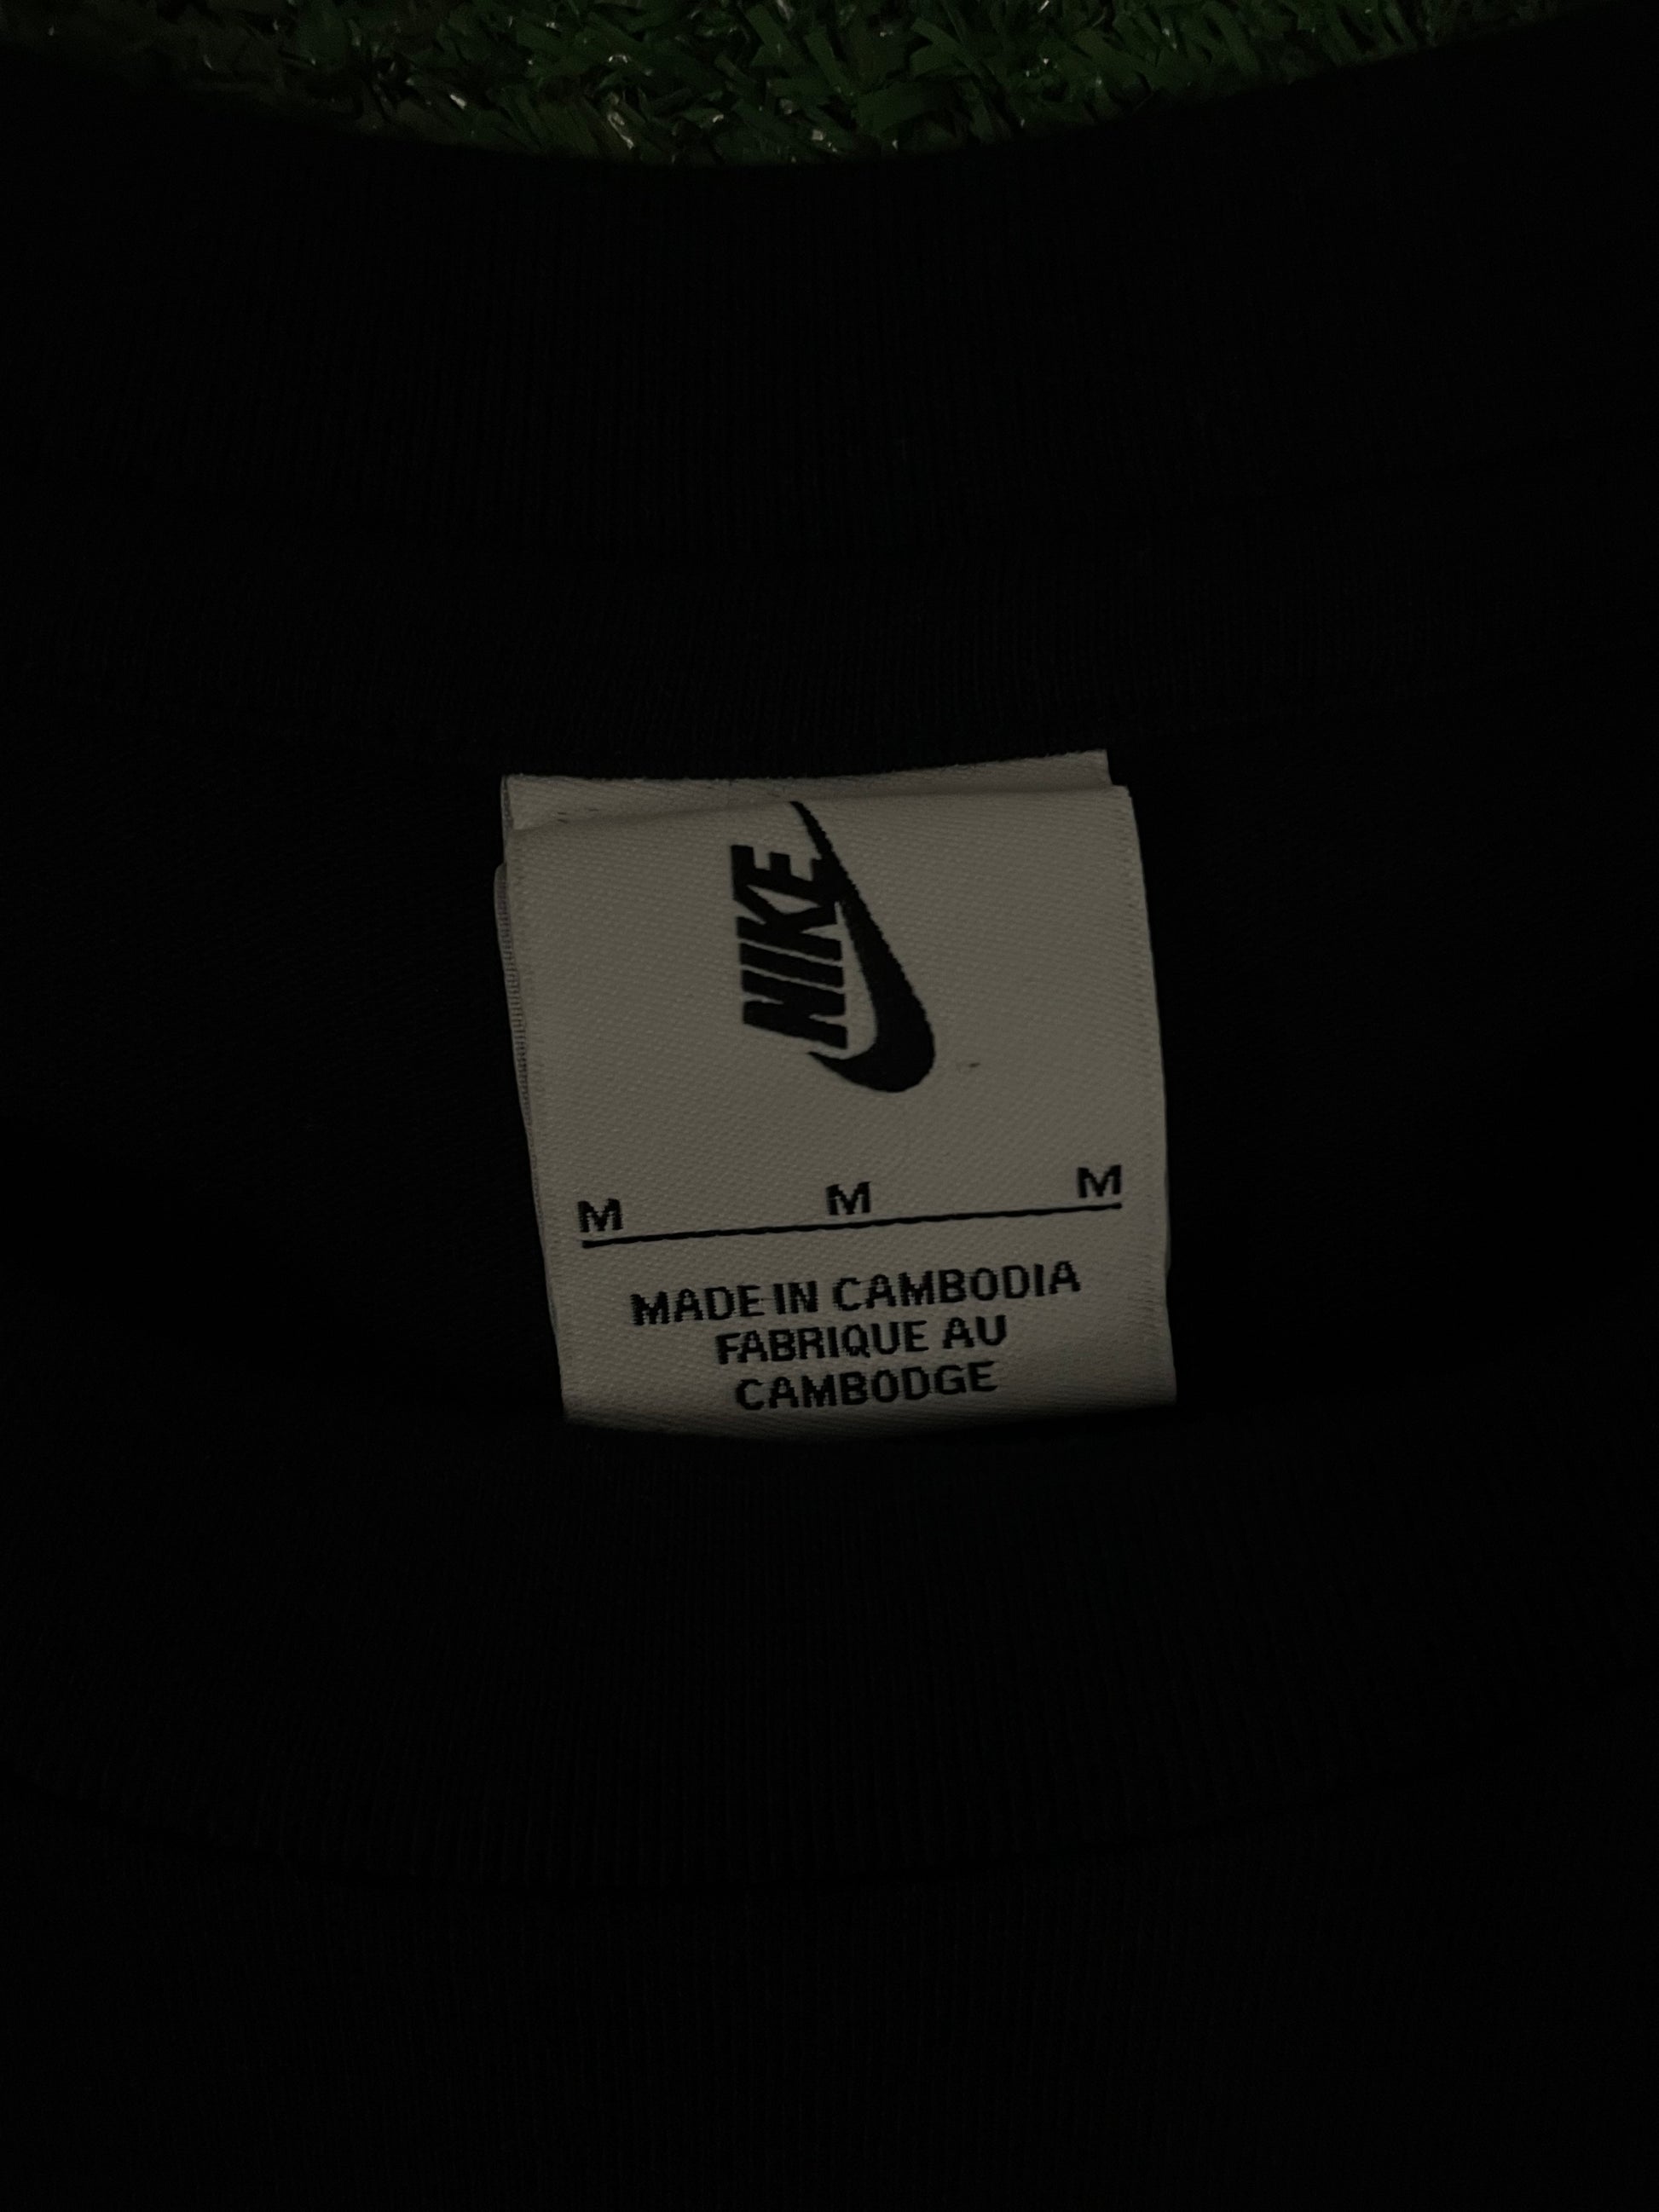 NIKE
M M M
MADE IN CAMBODIA
FABRIQUE AU
CAMBODGE